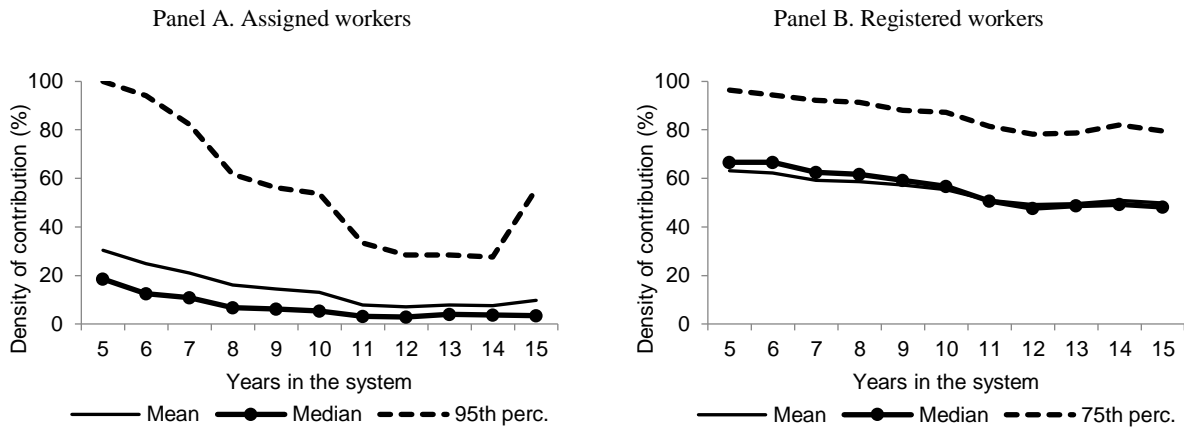 Panel A. Assigned workers
Density of contribution (%)
100
80
60
40
20
0
5 6 7 8 9 10 11 12 13 14 15
Years in the system
Mean Median 95th perc.
Panel B. Registered workers
Density of contribution (%)
100
80
60
40
20
0
5 6 7 8 9 10 11 12 13 14 15
Years in the system
Mean Median 75th perc.